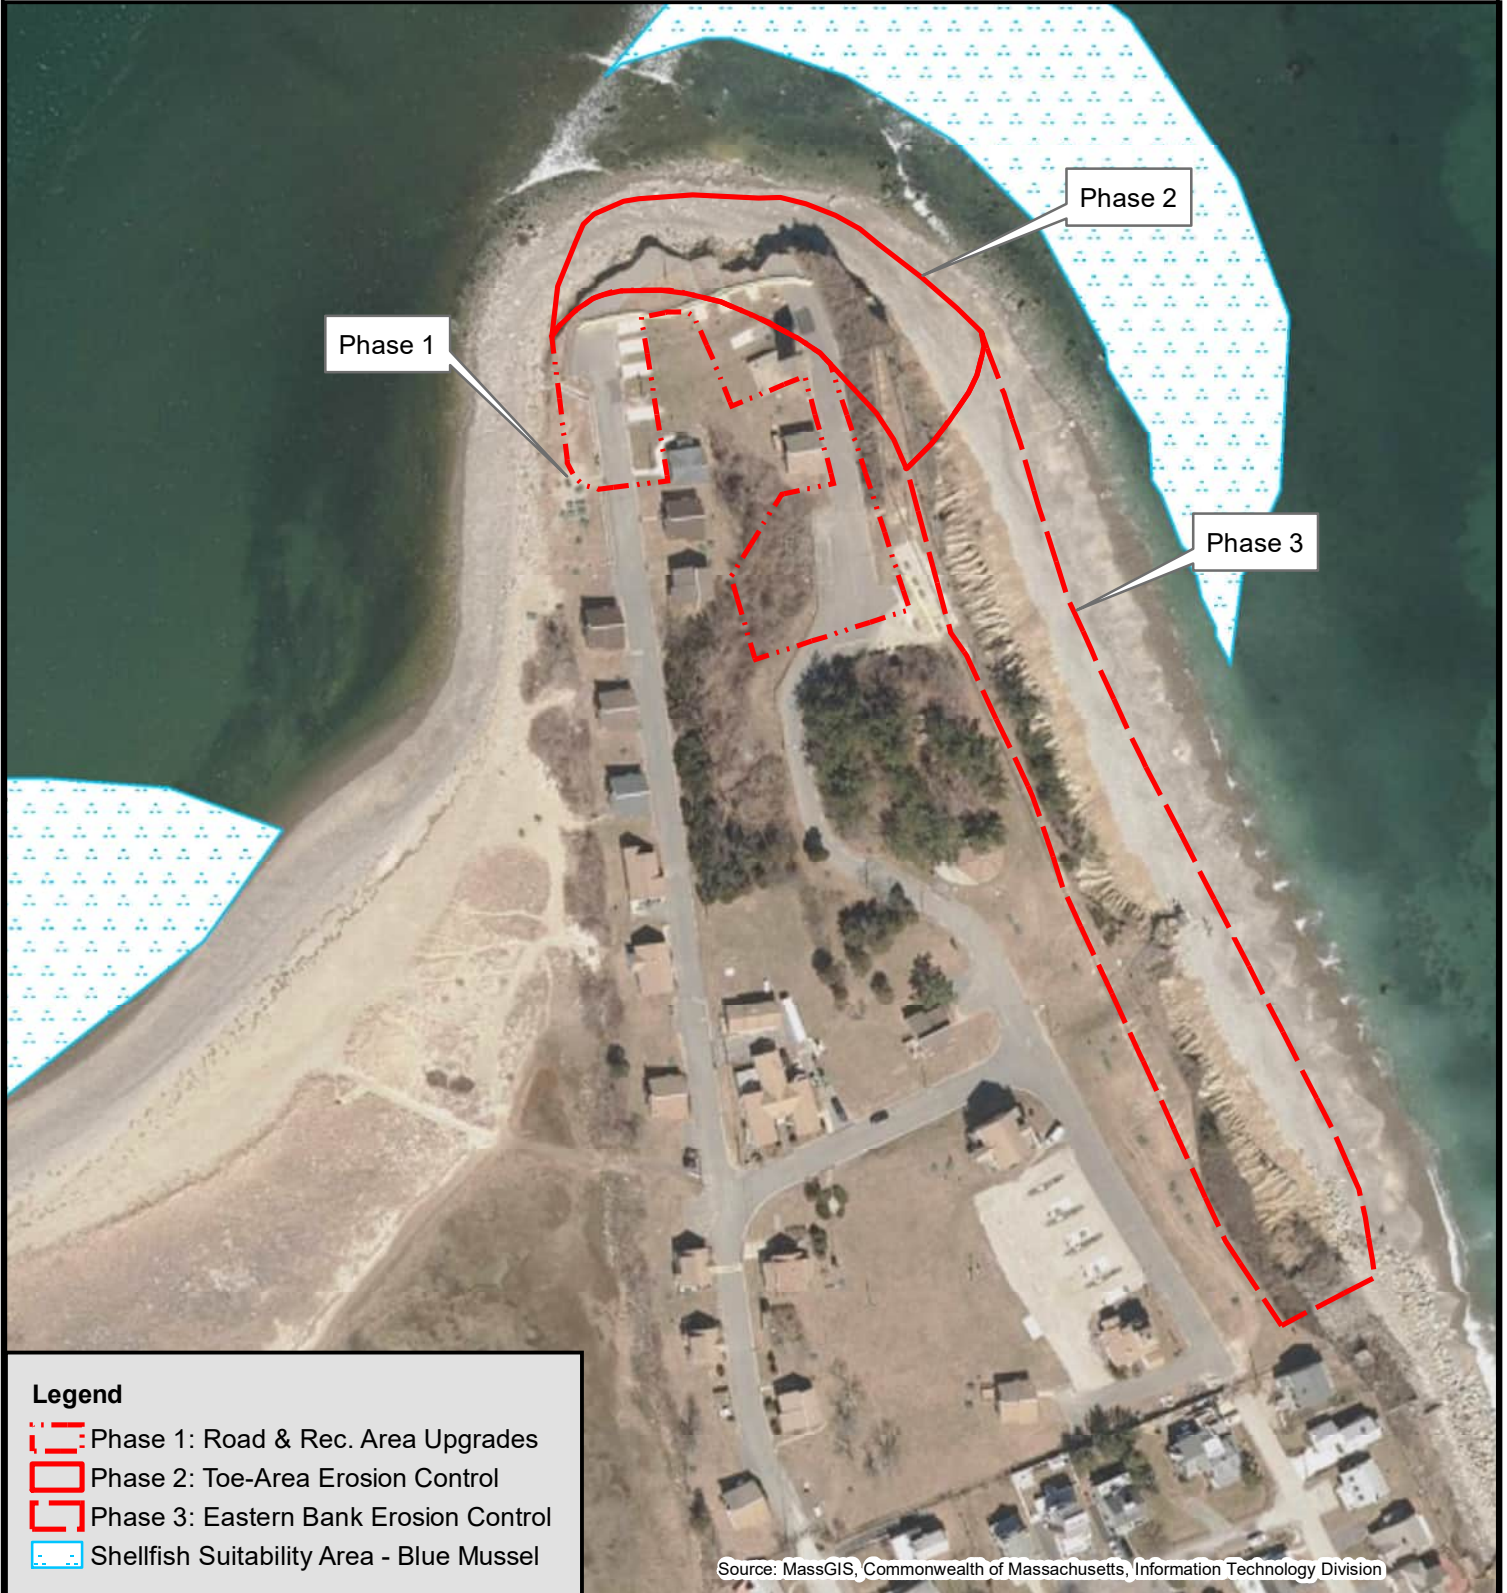 Phase 2
Phase 1
Phase 3
Legend
Phase 1: Road & Rec. Area Upgrades
Phase 2: Toe-Area Erosion Control
Phase 3: Eastern Bank Erosion Control
Shellfish Suitability Area - Blue Mussel
Source: MassGIS, Commonwealth of Massachusetts, Information Technology Division